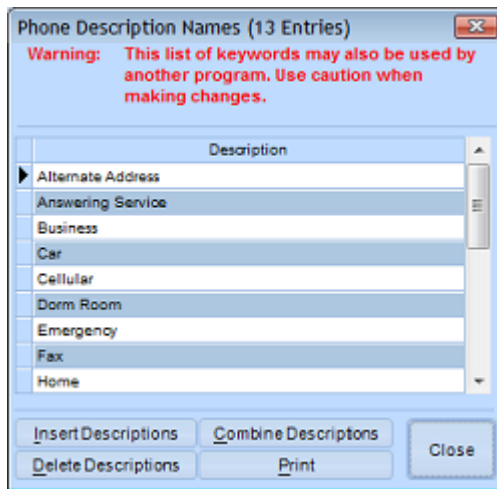 Phone Description Names (13 Entries)
Warning: This list of keywords may also be used by
another program. Use caution when
making changes.
Description
Alternate Address
Answering Service
Business
Car
Cellular
Dorm Room
Emergency
Fax
Home
Insert Descriptions
Combine Descriptons
Delete Descriptions
Print
Close